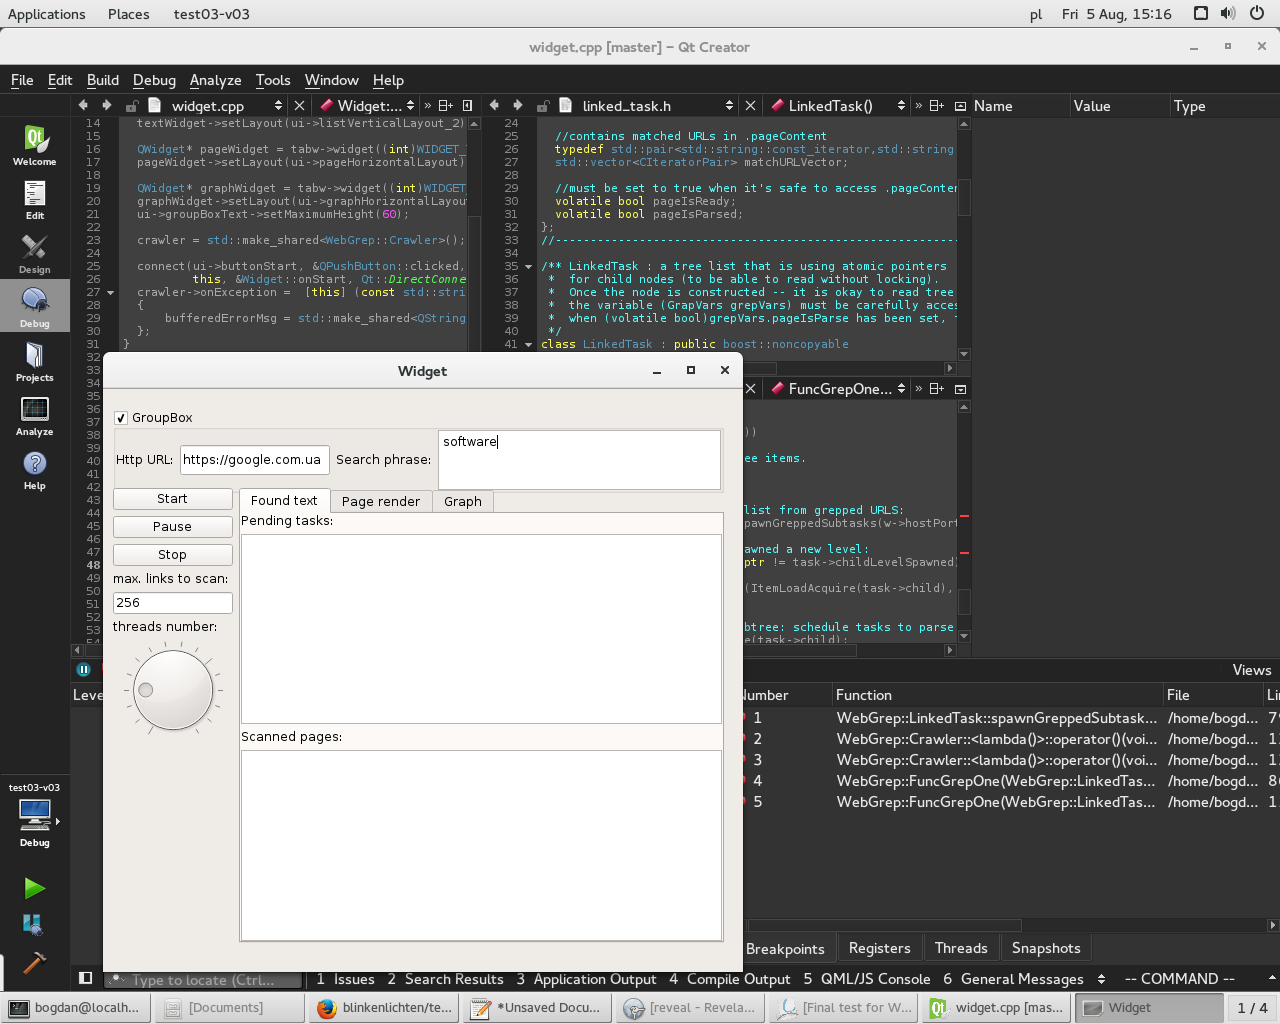 Applications Places test03-v03 pl Fri 5 Aug, 15:16
widget.cpp [master] - Qt Creator
File Edit Build Debug Analyze Tools Window Help
widget.cpp Widget:... » linked_task.h LinkedTask() » Name Value Type
14 textWidget->setLayout(ui->listVerticalLayout_2)
15
16 QWidget* pageWidget = tabw->widget((int)WIDGET_
17 pageWidget->setLayout(ui->pageHorizontalLayout)
18
19 QWidget* graphWidget = tabw->widget((int)WIDGET
20 graphWidget->setLayout(ui->graphHorizontalLayou
21 ui->groupBoxText->setMaximumHeight(60);
22
23 crawler = std::make_shared<WebGrep::Crawler>();
24
25 connect(ui->buttonStart, &QPushButton::clicked,
26 this, &Widget::onStart, Qt::DirectConne
27 crawler->onException = [this] (const std::stri
28 {
29 bufferedErrorMsg = std::make_shared<QString
30 };
31 }
32
33
34
35
36
37
38
39
40
41
42
43
44
45
46
47
48
49
50
51
52
53
24
25 //contains matched URLs in .pageContent
26 typedef std::pair<std::string::const_iterator,std::string
27 std::vector<CIteratorPair> matchURLVector;
28
29 //must be set to true when it's safe to access .pageConten
30 volatile bool pageIsReady;
31 volatile bool pageIsParsed;
32 };
33 //----------------------------------------------------------
34
35 /** LinkedTask : a tree list that is using atomic pointers
36 * for child nodes (to be able to read without locking).
37 * Once the node is constructed -- it is okay to read tree
38 * the variable (GrapVars grepVars) must be carefully acces
39 * when (volatile bool)grepVars.pageIsParse has been set,
40 */
41 class LinkedTask : public boost::noncopyable
FuncGrepOne... »
))
ee items.
list from grepped URLS:
pawnGreppedSubtasks(w->hostPort
awned a new level:
ptr != task->childLevelSpawned)
(ItemLoadAcquire(task->child),
btree: schedule tasks to parse
e(task->child);
Welcome
Edit
Design
Debug
Projects
Analyze
Help
test03-v03
Debug
Widget
GroupBox
Http URL: https://google.com.ua Search phrase: software
Start
Pause
Stop
max. links to scan:
256
threads number:
Found text Page render Graph
Pending tasks:
Scanned pages:
Views
Leve
Number Function File Li
1 WebGrep::LinkedTask::spawnGreppedSubtask... /home/bogd... 79
2 WebGrep::Crawler::<lambda()>::operator()(voi... /home/bogd... 1
3 WebGrep::Crawler::<lambda()>::operator()(voi... /home/bogd... 1
4 WebGrep::FuncGrepOne(WebGrep::LinkedTas... /home/bogd... 86
5 WebGrep::FuncGrepOne(WebGrep::LinkedTas... /home/bogd... 1
Breakpoints Registers Threads Snapshots
Type to locate (Ctrl... 1 Issues 2 Search Results 3 Application Output 4 Compile Output 5 QML/JS Console 6 General Messages -- COMMAND --
bogdan@localh... [Documents] blinkenlichten/te... *Unsaved Docu... [reveal - Revela... [Final test for W... widget.cpp [mas... Widget 1 / 4